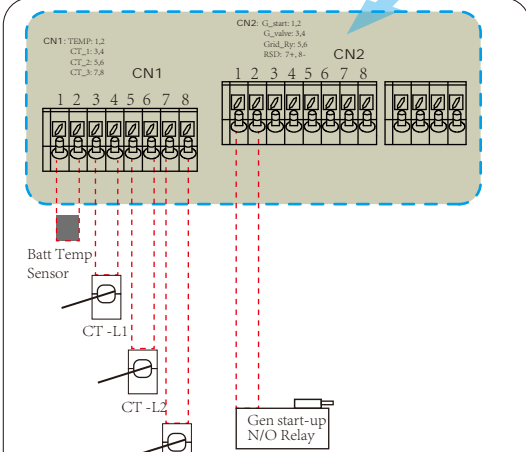 CN1: TEMP: 1,2
CT_1: 3,4
CT_2: 5,6
CT_3: 7,8
CN1
1 2 3 4 5 6 7 8
CN2: G_start: 1,2
G_valve: 3,4
Grid_Ry: 5,6
RSD: 7+, 8-
CN2
1 2 3 4 5 6 7 8
Batt Temp
Sensor
CT -L1
CT -L2
Gen start-up
N/O Relay